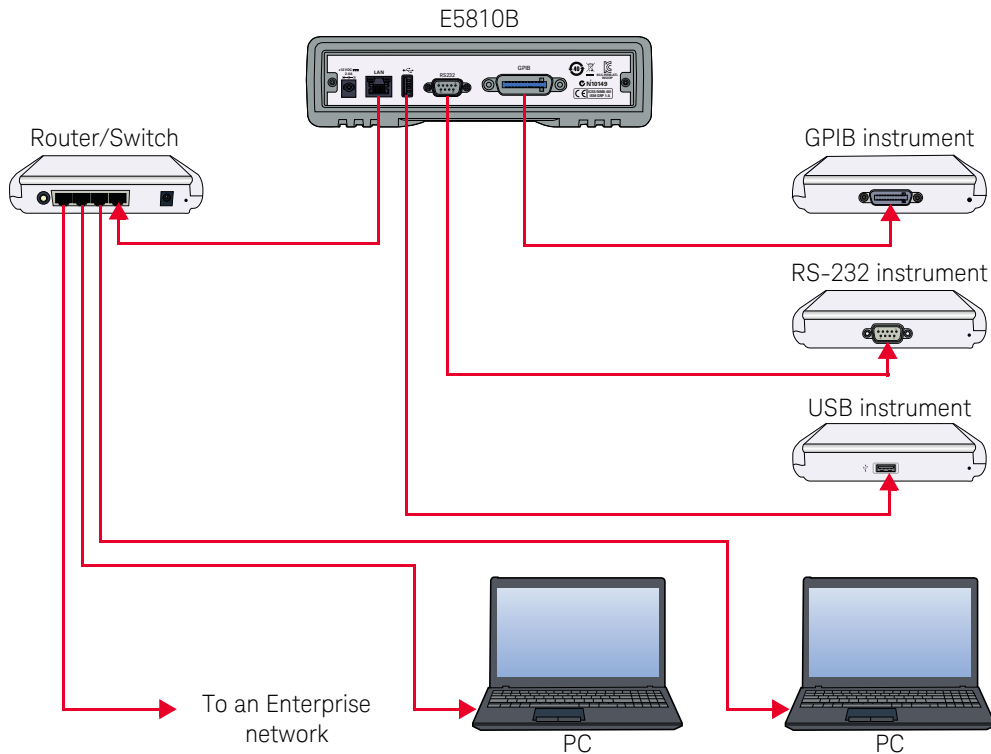 E5810B
LAN
RS232
GPIB
N10149
Router/Switch
GPIB instrument
RS-232 instrument
USB instrument
To an Enterprise
network
PC
PC